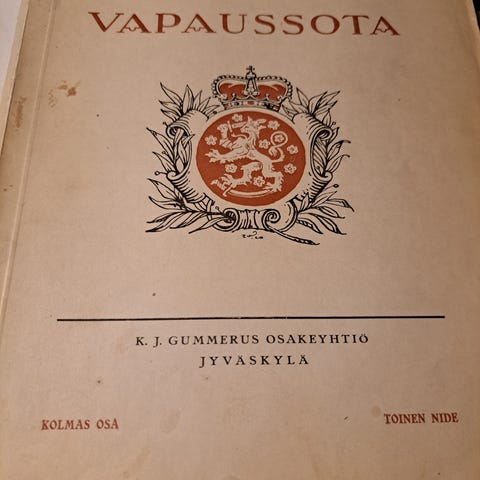 VAPAUSSOTA
K. J. GUMMERUS OSAKEYHTIÖ
JYVÄSKYLÄ
KOLMAS OSA
TOINEN NIDE